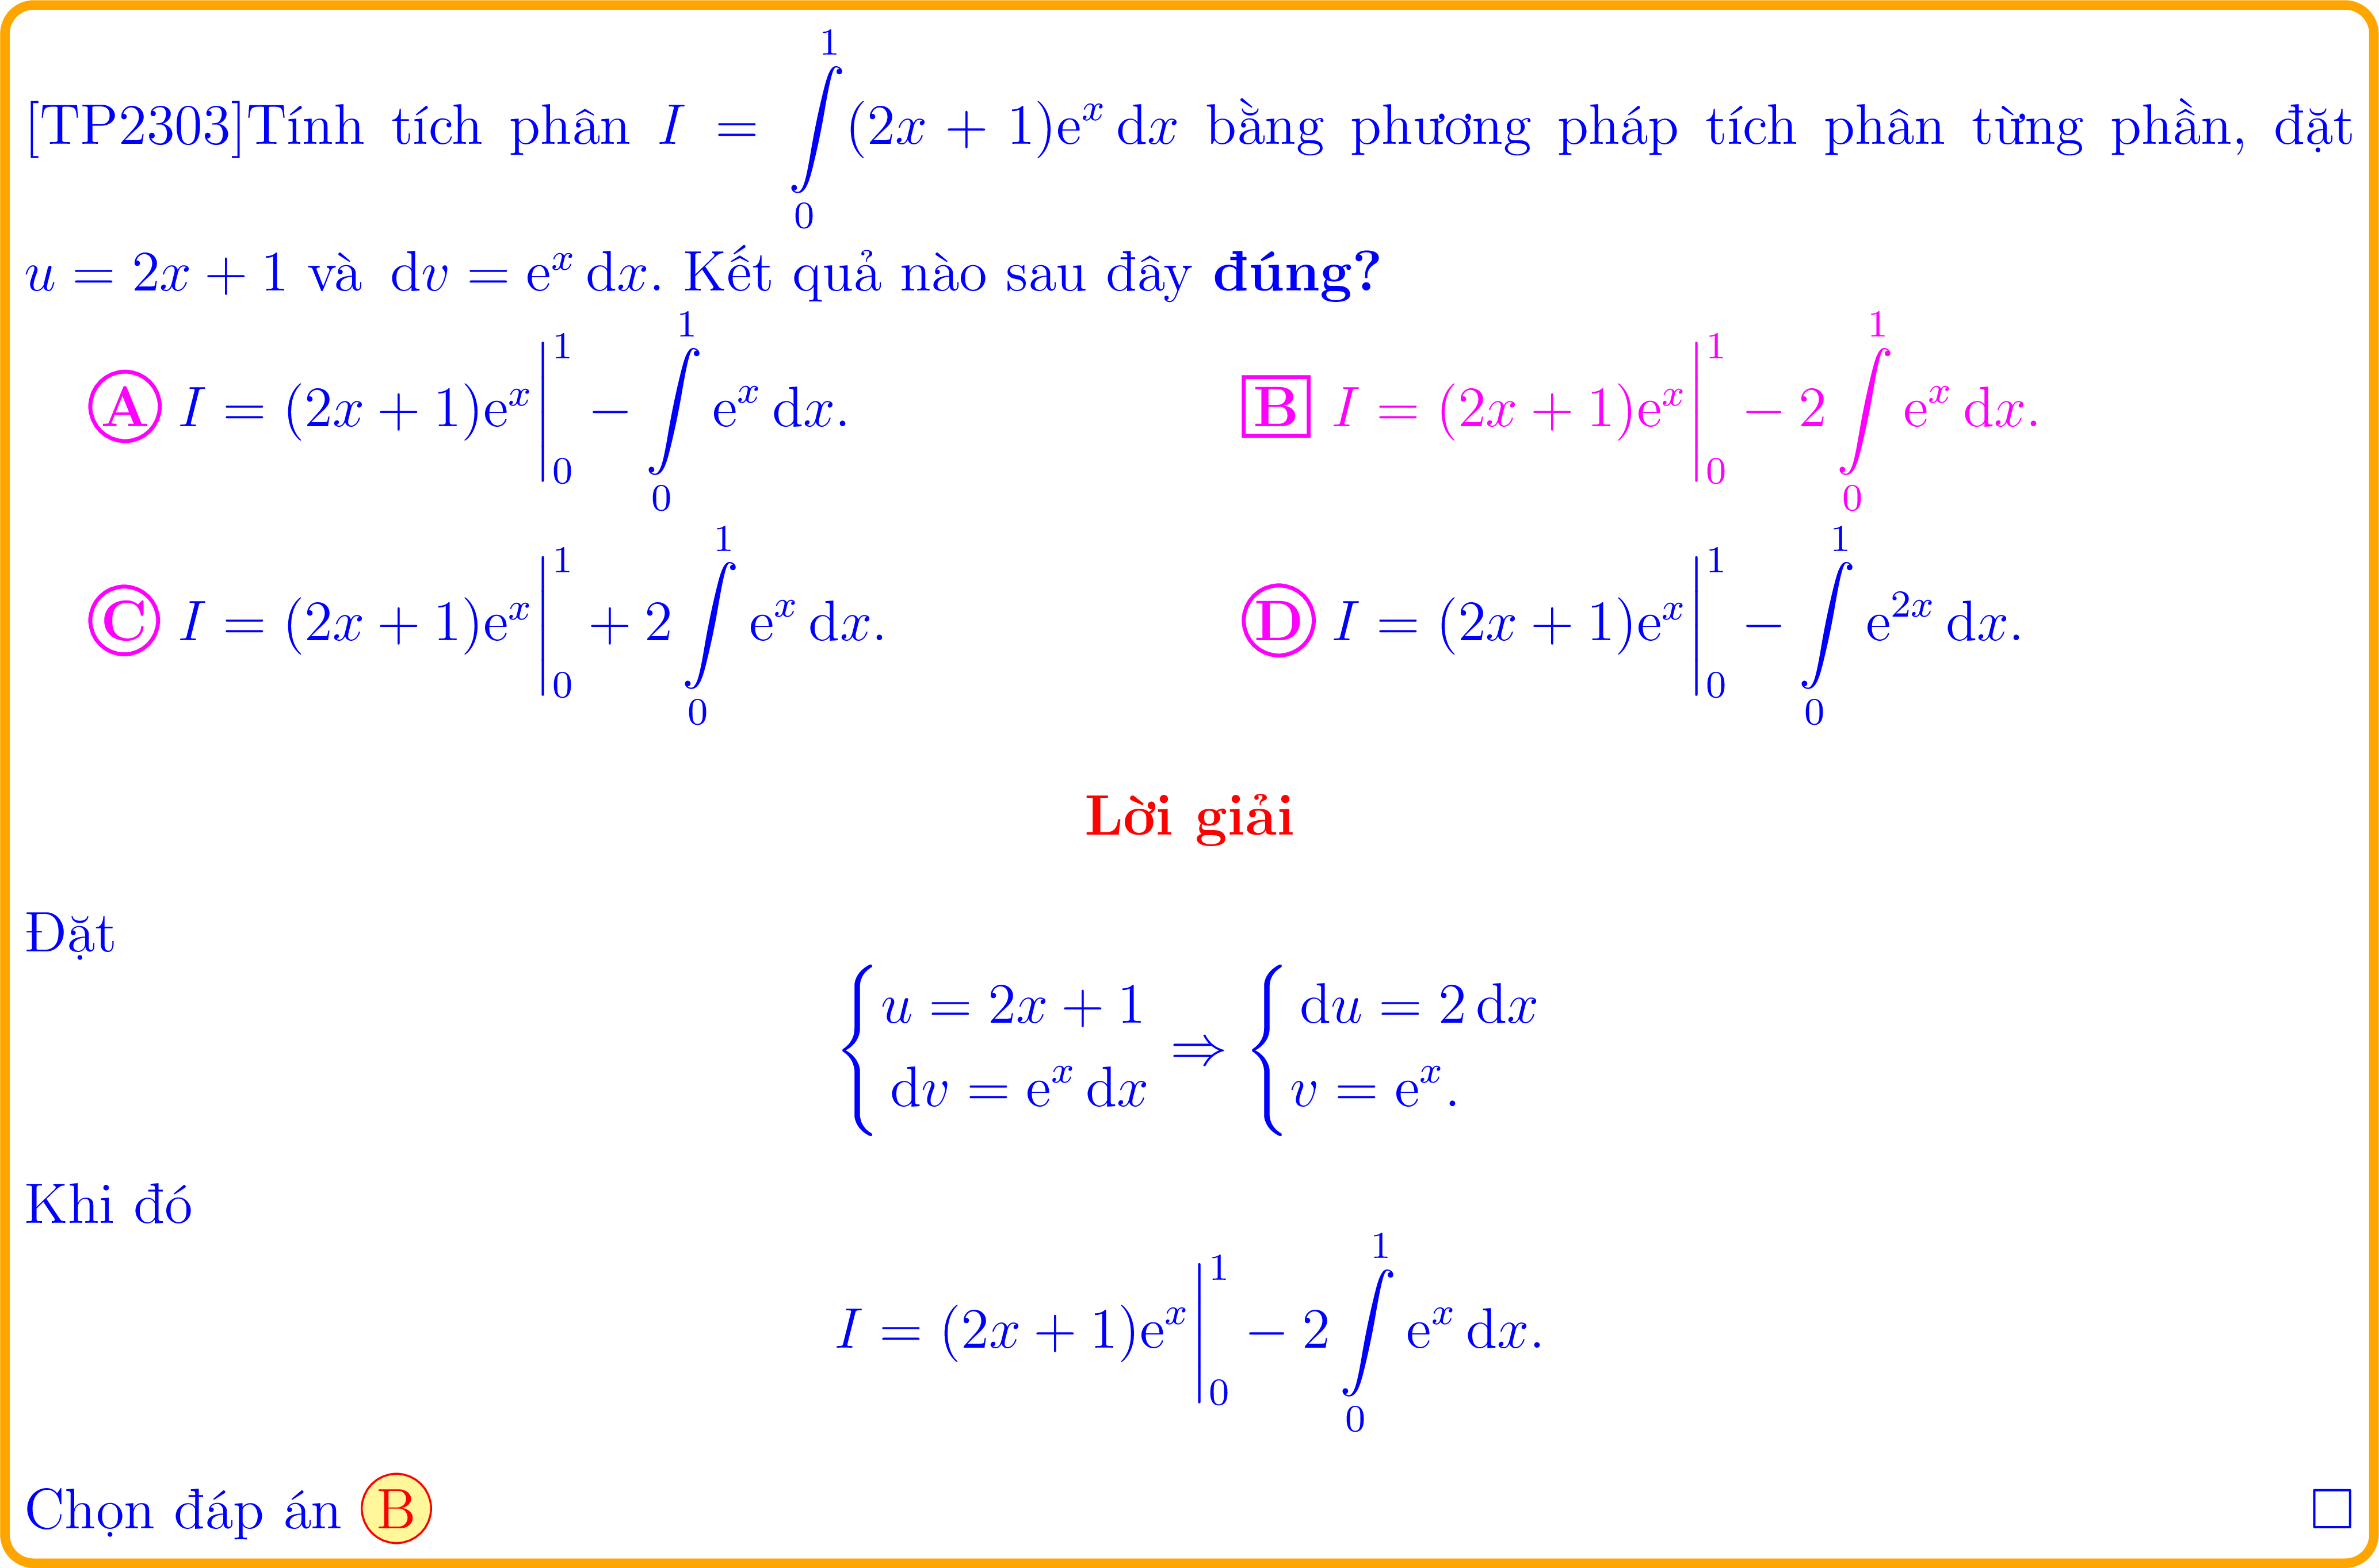 [TP2303]Tính tích phân $I = \int\limits_0^1 (2x + 1)\mathrm{e}^x \, \mathrm{d}x$ bằng phương pháp tích phân từng phần, đặt
$u = 2x + 1$ và $\mathrm{d}v = \mathrm{e}^x \, \mathrm{d}x$. Kết quả nào sau đây đúng?
A $I = (2x + 1)\mathrm{e}^x \Big|_0^1 - \int\limits_0^1 \mathrm{e}^x \, \mathrm{d}x.$ B $I = (2x + 1)\mathrm{e}^x \Big|_0^1 - 2\int\limits_0^1 \mathrm{e}^x \, \mathrm{d}x.$
C $I = (2x + 1)\mathrm{e}^x \Big|_0^1 + 2\int\limits_0^1 \mathrm{e}^x \, \mathrm{d}x.$ D $I = (2x + 1)\mathrm{e}^x \Big|_0^1 - \int\limits_0^1 \mathrm{e}^{2x} \, \mathrm{d}x.$
Lời giải
Đặt
$\begin{cases} u = 2x + 1 \\ \mathrm{d}v = \mathrm{e}^x \, \mathrm{d}x \end{cases} \Rightarrow \begin{cases} \mathrm{d}u = 2 \, \mathrm{d}x \\ v = \mathrm{e}^x. \end{cases}$
Khi đó
$I = (2x + 1)\mathrm{e}^x \Big|_0^1 - 2\int\limits_0^1 \mathrm{e}^x \, \mathrm{d}x.$
Chọn đáp án B □